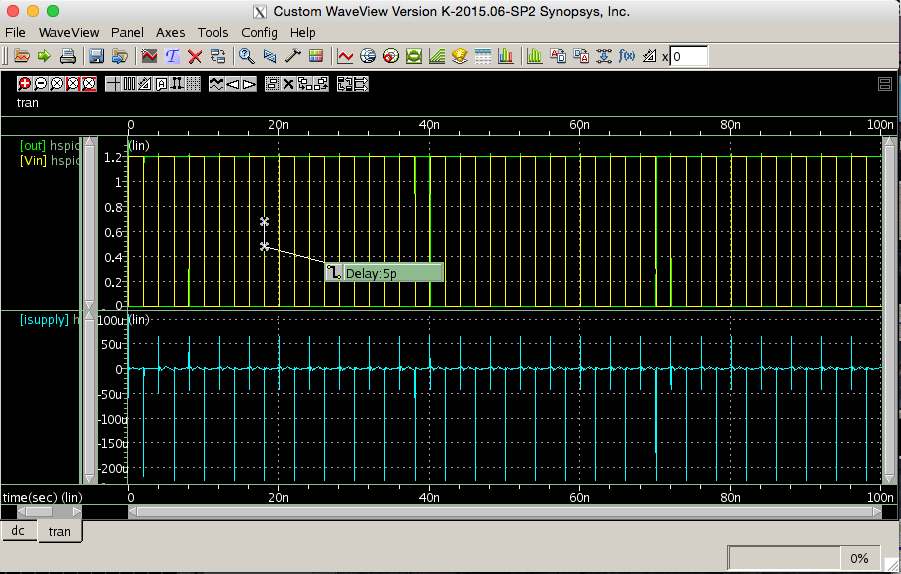 Custom WaveView Version K-2015.06-SP2 Synopsys, Inc.
File WaveView Panel Axes Tools Config Help
f(x) x 0
tran
0 20n 40n 60n 80n 100n
[out] hspic
[Vin] hspic
(lin)
1.2
1
0.8
0.6
0.4
0.2
0
Delay:5p
[isupply] h
(lin)
100u
50u
0
-50u
-100u
-150u
-200u
time(sec) (lin) 0 20n 40n 60n 80n 100n
dc tran
0%